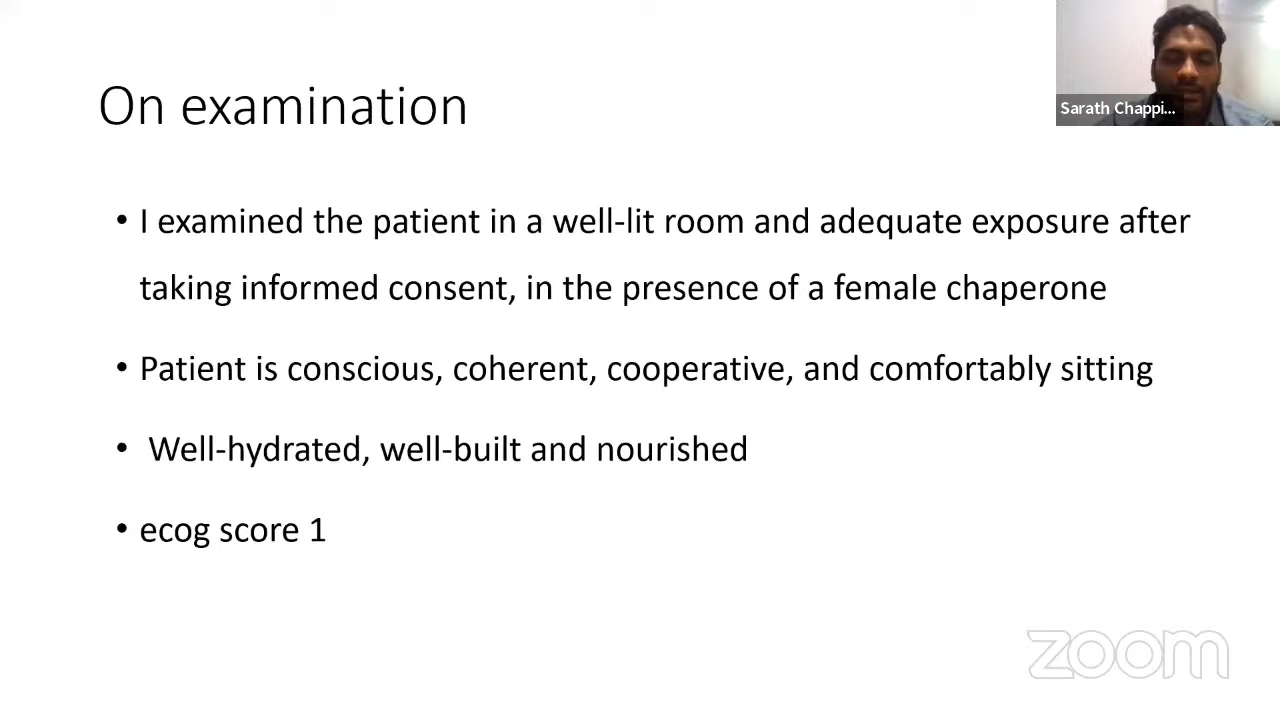 Sarath Chappi...
On examination
• I examined the patient in a well-lit room and adequate exposure after
taking informed consent, in the presence of a female chaperone
• Patient is conscious, coherent, cooperative, and comfortably sitting
• Well-hydrated, well-built and nourished
• ecog score 1
zoom